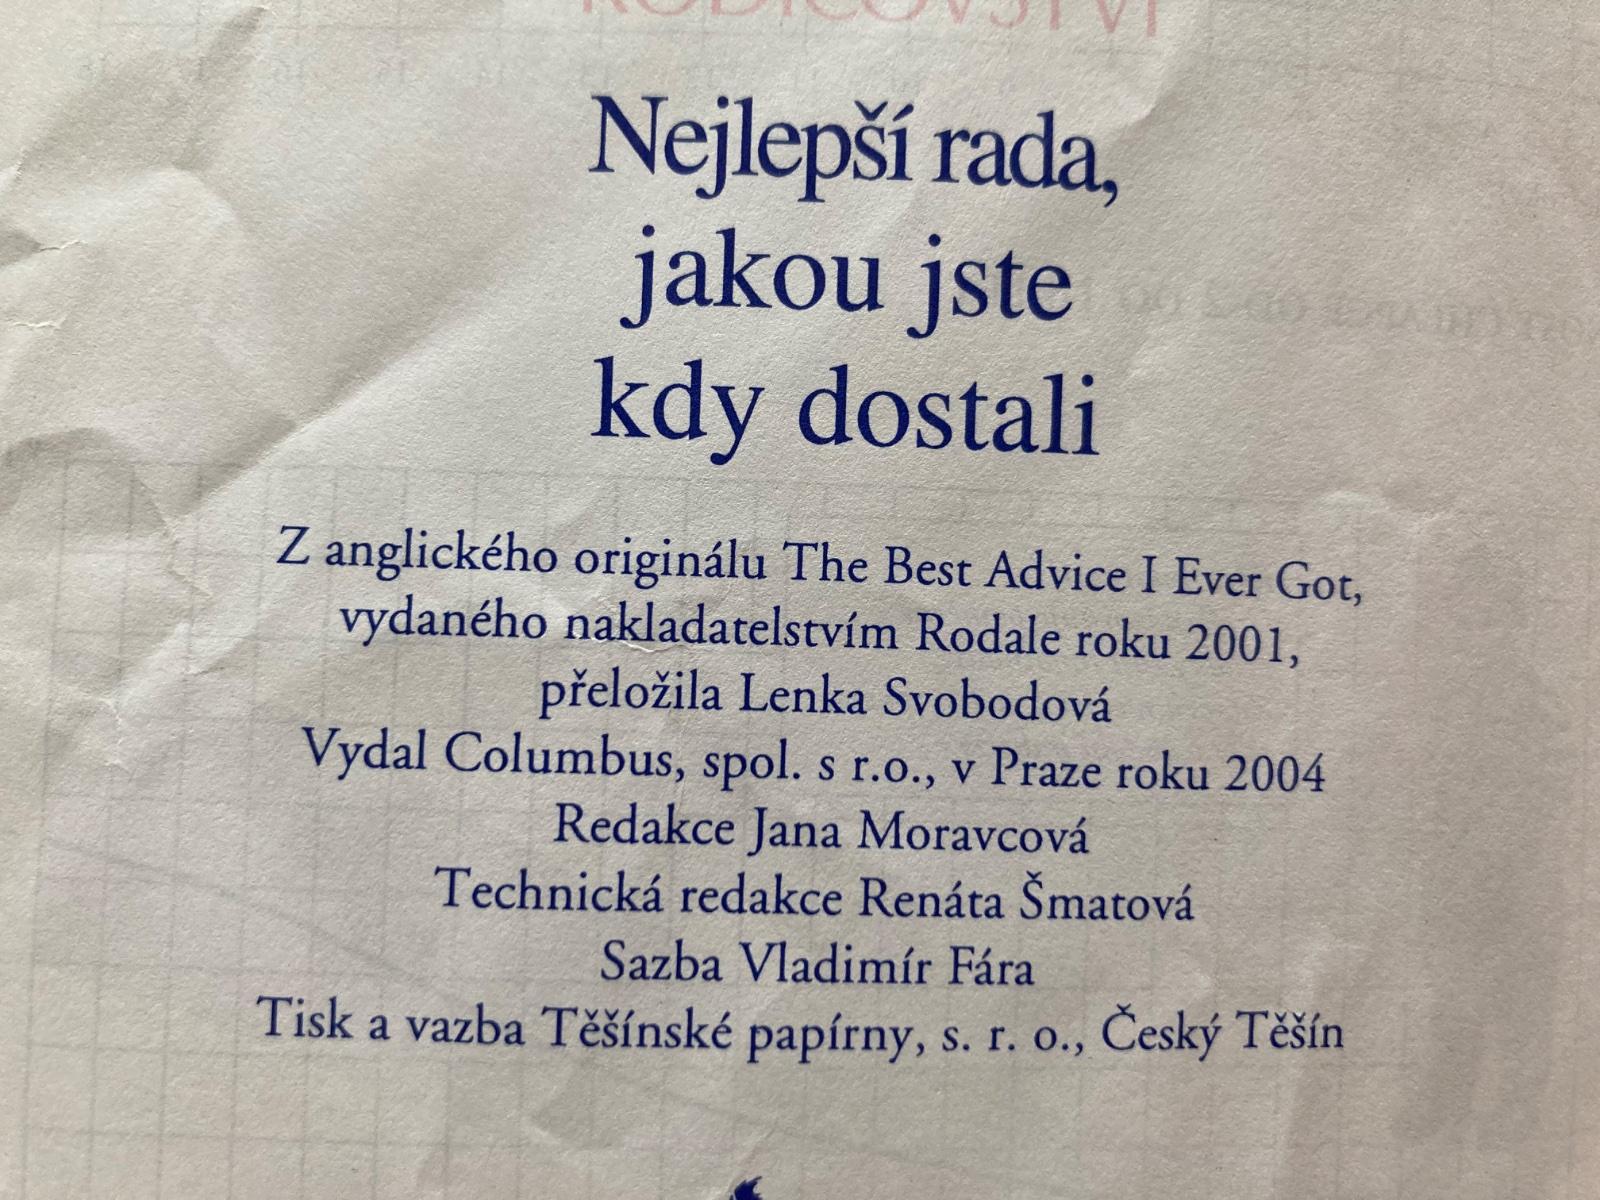 RODIČOVSTVÍ
Nejlepší rada,
jakou jste
kdy dostali
Z anglického originálu The Best Advice I Ever Got,
vydaného nakladatelstvím Rodale roku 2001,
přeložila Lenka Svobodová
Vydal Columbus, spol. s r.o., v Praze roku 2004
Redakce Jana Moravcová
Technická redakce Renáta Šmatová
Sazba Vladimír Fára
Tisk a vazba Těšínské papírny, s. r. o., Český Těšín